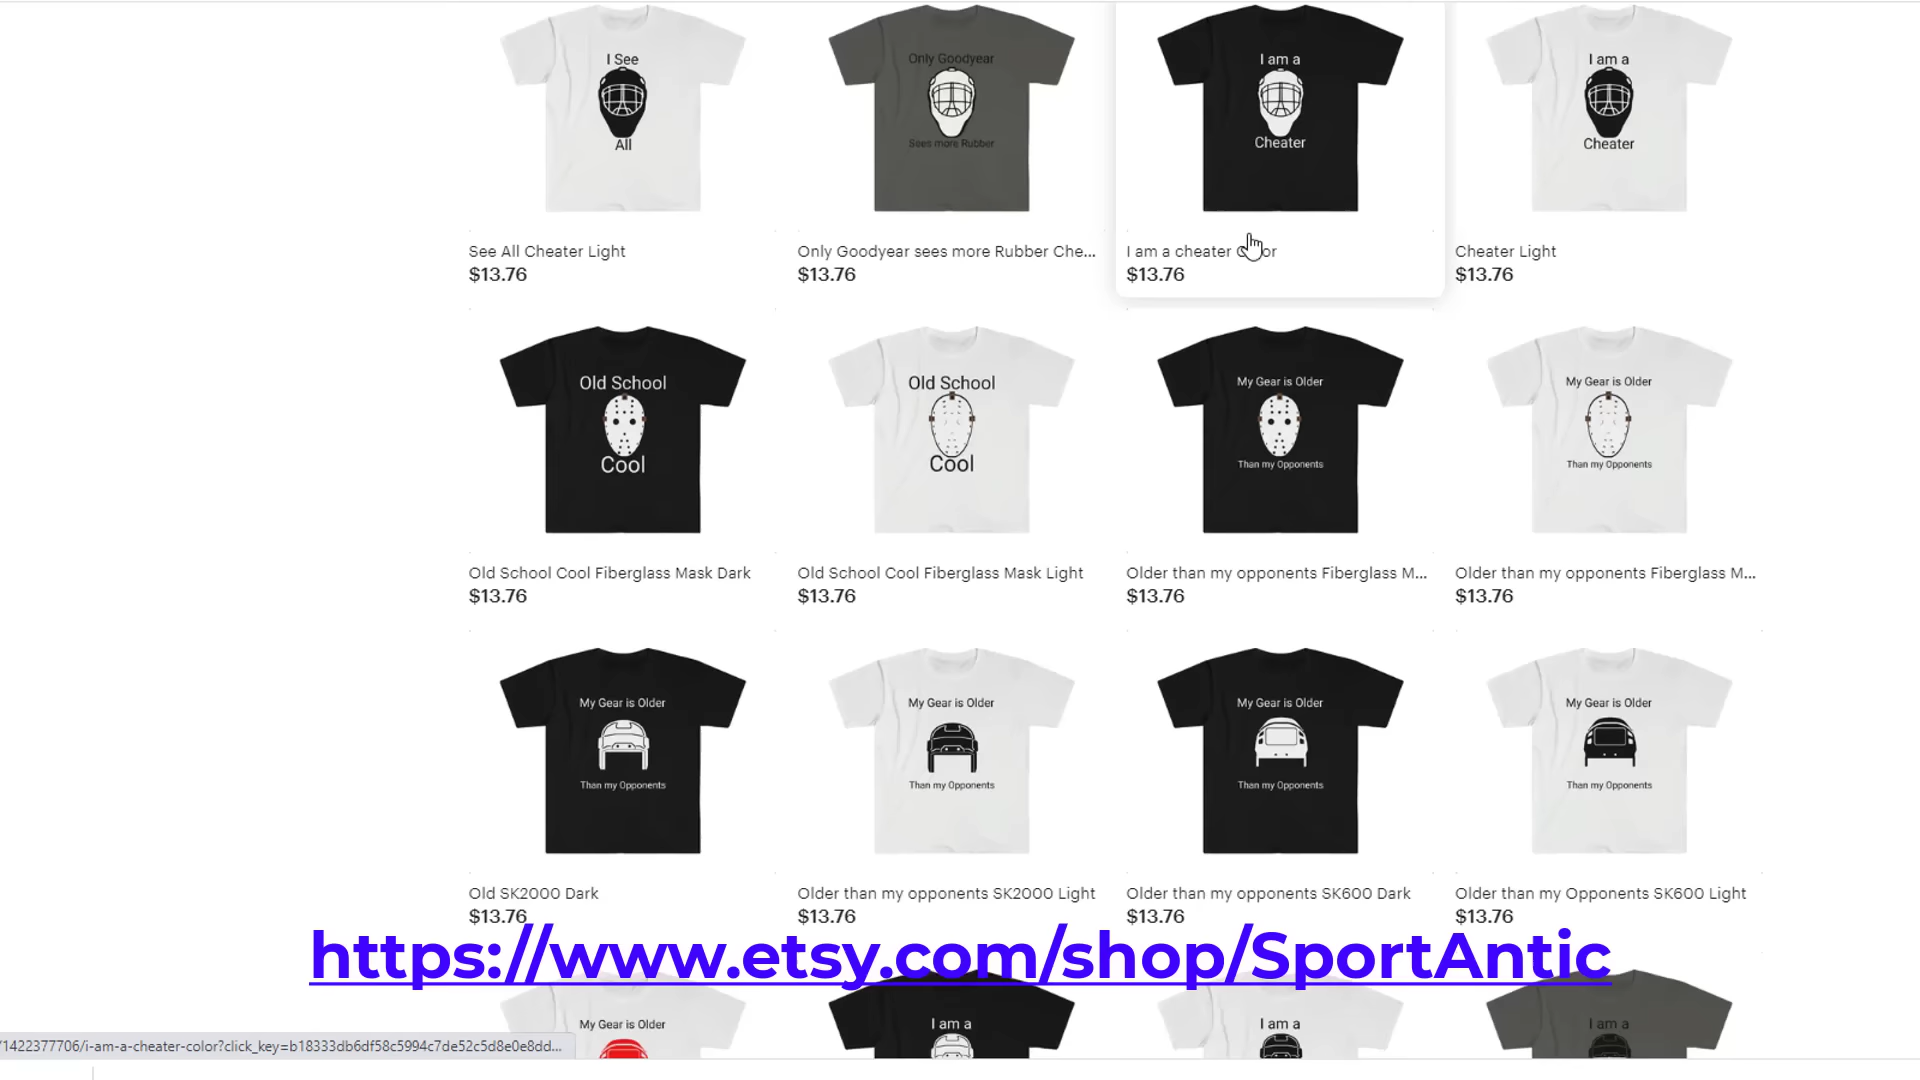 I See
All
Only Goodyear
Sees more Rubber
I am a
Cheater
I am a
Cheater
See All Cheater Light
$13.76
Only Goodyear sees more Rubber Che...
$13.76
I am a cheater Color
$13.76
Cheater Light
$13.76
Old School
Cool
Old School
Cool
My Gear is Older
Than my Opponents
My Gear is Older
Than my Opponents
Old School Cool Fiberglass Mask Dark
$13.76
Old School Cool Fiberglass Mask Light
$13.76
Older than my opponents Fiberglass M...
$13.76
Older than my opponents Fiberglass M...
$13.76
My Gear is Older
Than my Opponents
My Gear is Older
Than my Opponents
My Gear is Older
Than my Opponents
My Gear is Older
Than my Opponents
Old SK2000 Dark
$13.76
Older than my opponents SK2000 Light
$13.76
Older than my opponents SK600 Dark
$13.76
Older than my Opponents SK600 Light
$13.76
https://www.etsy.com/shop/SportAntic
My Gear is Older
I am a
I am a
I am a
/1422377706/i-am-a-cheater-color?click_key=b18333db6df58c5994c7de52c5d8e0e8dd...